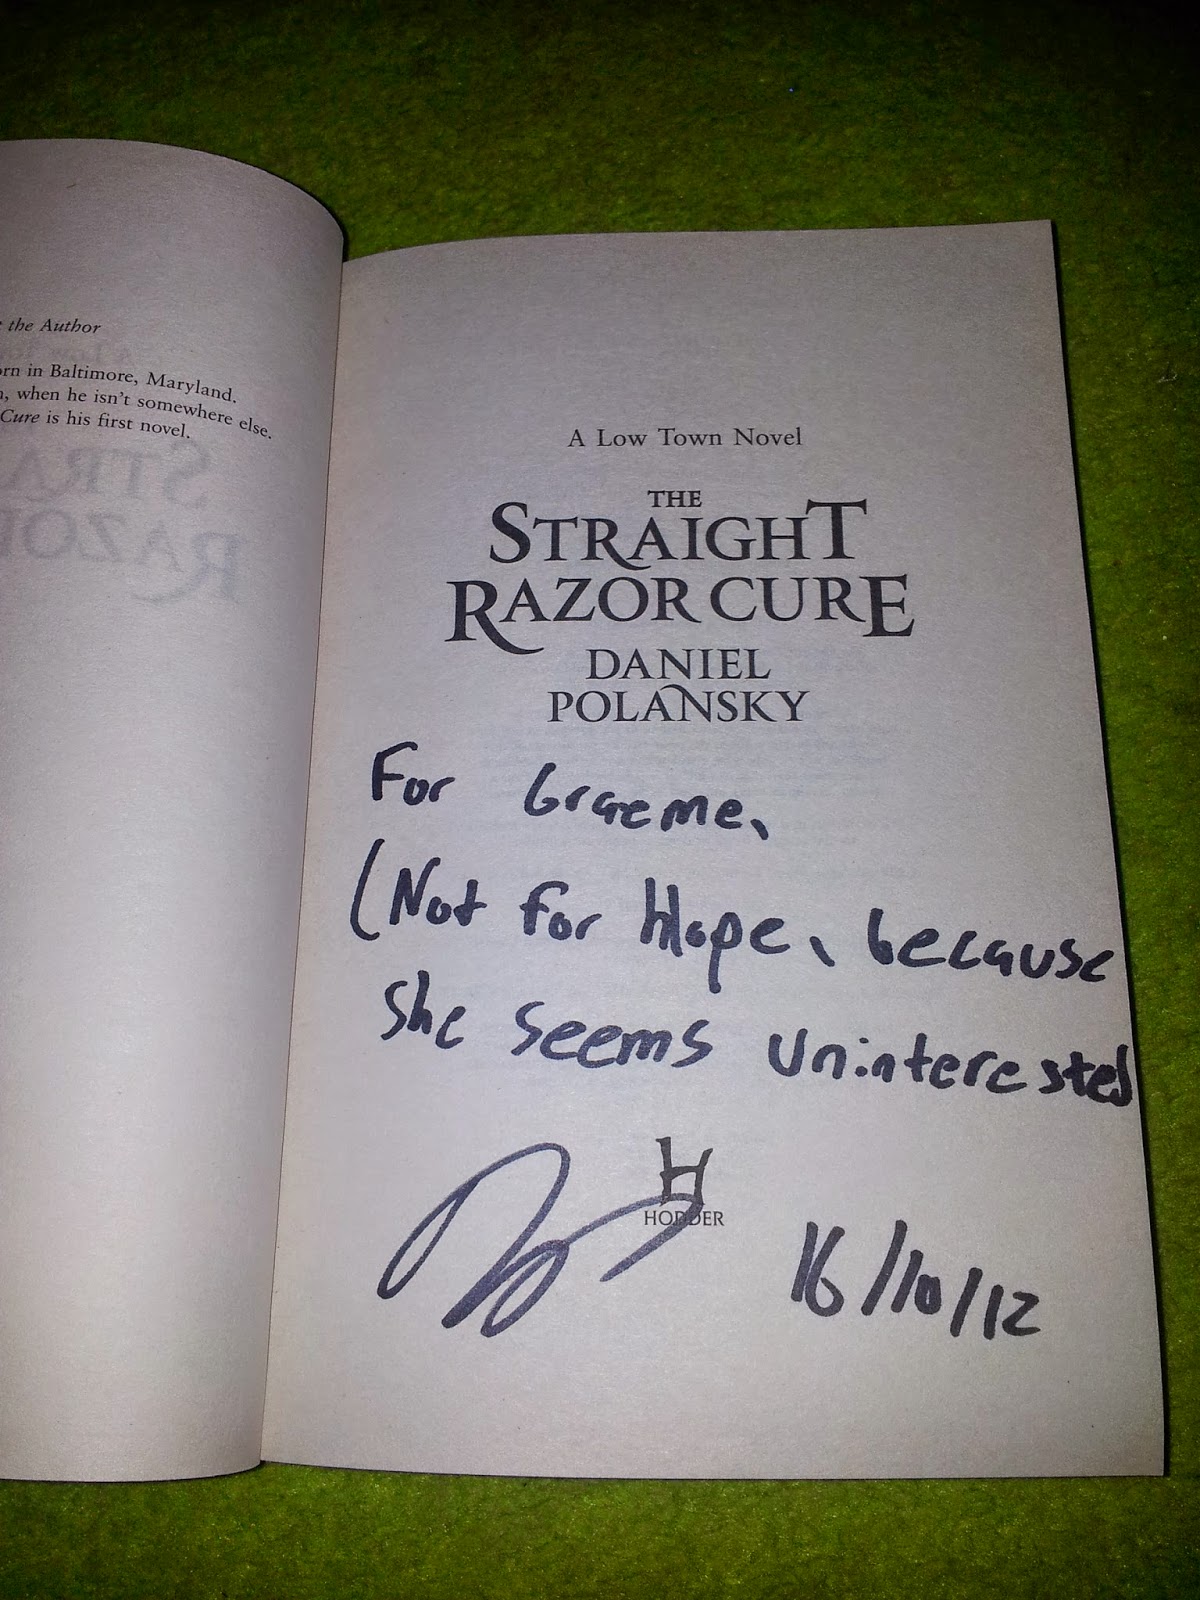 the Author
orn in Baltimore, Maryland.
, when he isn't somewhere else.
Cure is his first novel.
A Low Town Novel
THE
STRAIGHT
RAZOR CURE
DANIEL
POLANSKY
For Graeme,
(Not for Hope, because
she seems uninterested
H
HODDER
16/10/12